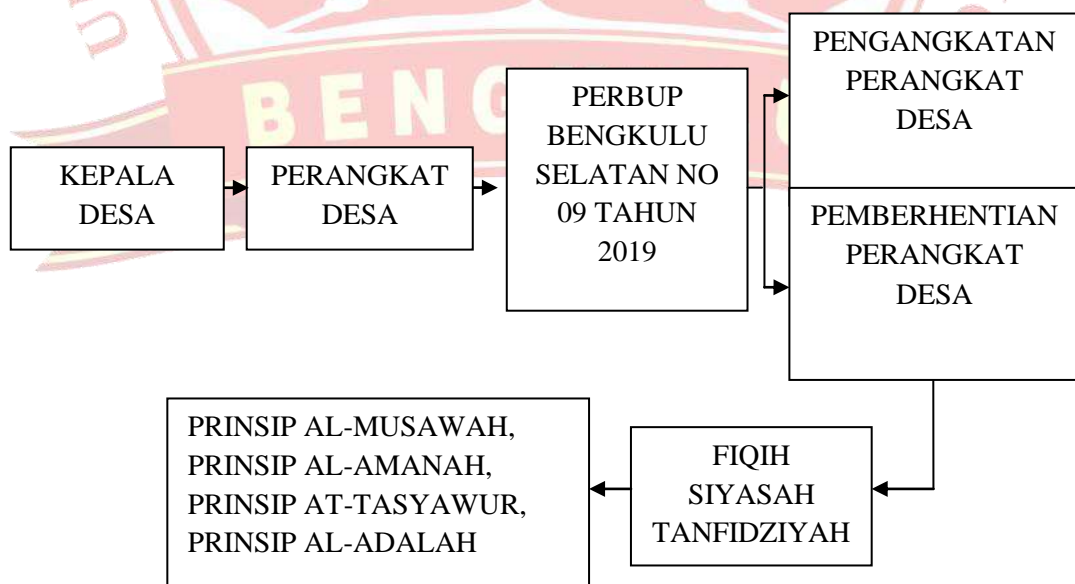 KEPALA
DESA
PERANGKAT
DESA
PERBUP
BENGKULU
SELATAN NO
09 TAHUN
2019
PENGANGKATAN
PERANGKAT
DESA
PEMBERHENTIAN
PERANGKAT
DESA
FIQIH
SIYASAH
TANFIDZIYAH
PRINSIP AL-MUSAWAH,
PRINSIP AL-AMANAH,
PRINSIP AT-TASYAWUR,
PRINSIP AL-ADALAH